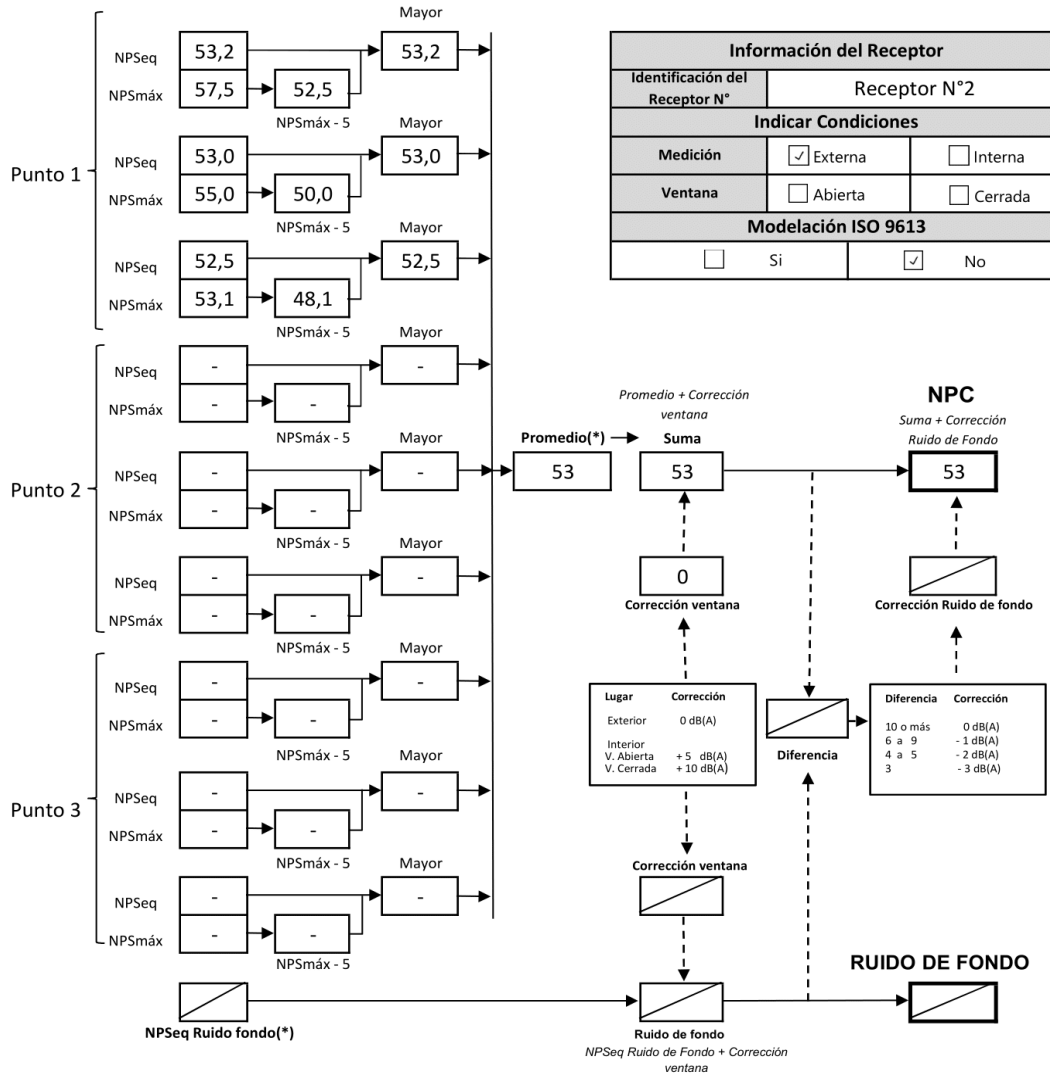 Mayor
NPSeq 53,2 53,2
NPSmáx 57,5 52,5
NPSmáx - 5
Mayor
Punto 1
NPSeq 53,0 53,0
NPSmáx 55,0 50,0
NPSmáx - 5
Mayor
NPSeq 52,5 52,5
NPSmáx 53,1 48,1
NPSmáx - 5
Información del Receptor
Identificación del Receptor N° Receptor N°2
Indicar Condiciones
Medición ✓ Externa Interna
Ventana Abierta Cerrada
Modelación ISO 9613
Si ✓ No
Mayor
NPSeq - -
NPSmáx - -
NPSmáx - 5
Mayor
Punto 2
NPSeq - -
NPSmáx - -
NPSmáx - 5
Mayor
NPSeq - -
NPSmáx - -
NPSmáx - 5
Mayor
NPSeq - -
NPSmáx - -
NPSmáx - 5
Mayor
Punto 3
NPSeq - -
NPSmáx - -
NPSmáx - 5
Mayor
NPSeq - -
NPSmáx - -
NPSmáx - 5
NPSeq Ruido fondo(*)
Promedio(*)
53
Promedio + Corrección
ventana
Suma
53
0
Corrección ventana
Lugar Corrección
Exterior 0 dB(A)
Interior
V. Abierta + 5 dB(A)
V. Cerrada + 10 dB(A)
Corrección ventana
Ruido de fondo
NPSeq Ruido de Fondo + Corrección
ventana
NPC
Suma + Corrección
Ruido de Fondo
53
Corrección Ruido de fondo
Diferencia
Diferencia Corrección
10 o más 0 dB(A)
6 a 9 - 1 dB(A)
4 a 5 - 2 dB(A)
3 - 3 dB(A)
RUIDO DE FONDO